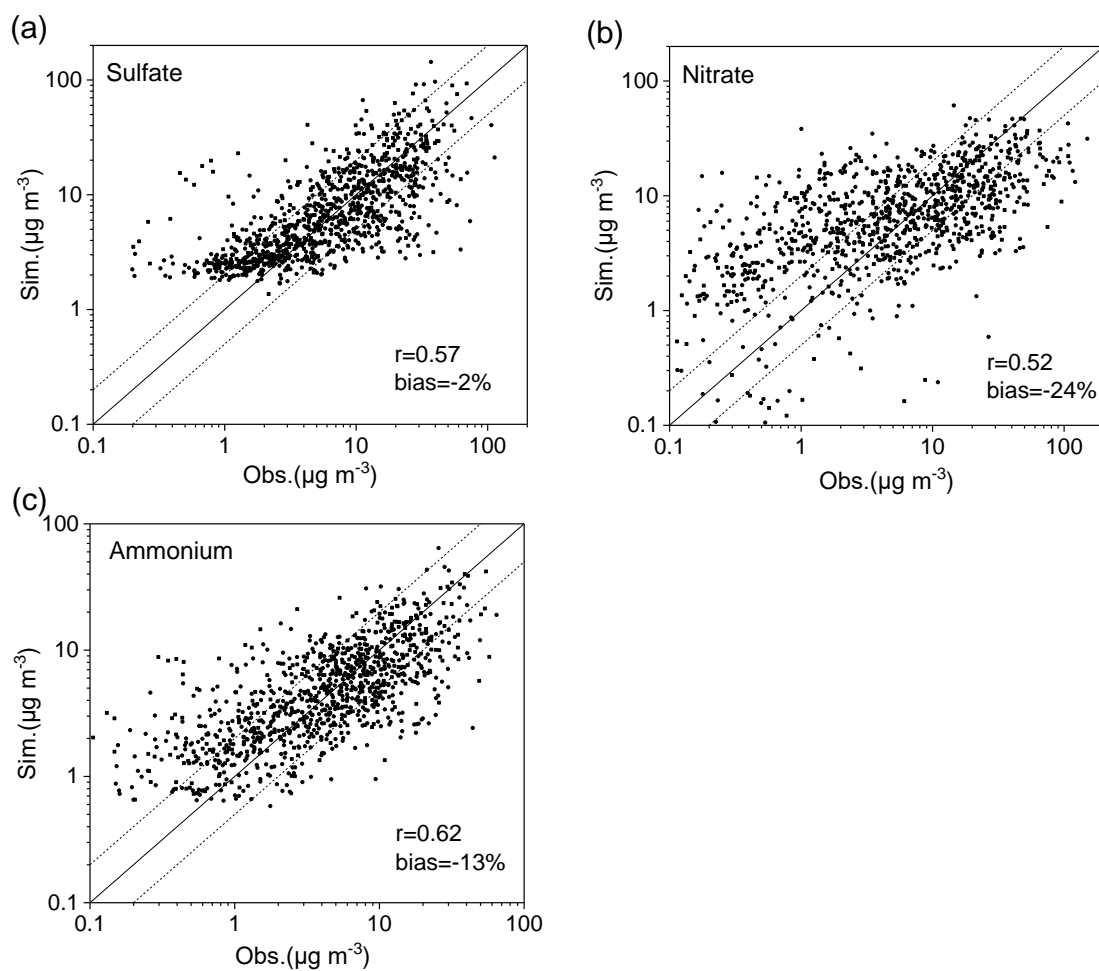 (a)
Sulfate
100
10
1
0.1
0.1
1
10
100
Sim.(µg m-3)
Obs.(µg m-3)
r=0.57
bias=-2%
(b)
Nitrate
100
10
1
0.1
0.1
1
10
100
Sim.(µg m-3)
Obs.(µg m-3)
r=0.52
bias=-24%
(c)
Ammonium
100
10
1
0.1
0.1
1
10
100
Sim.(µg m-3)
Obs.(µg m-3)
r=0.62
bias=-13%